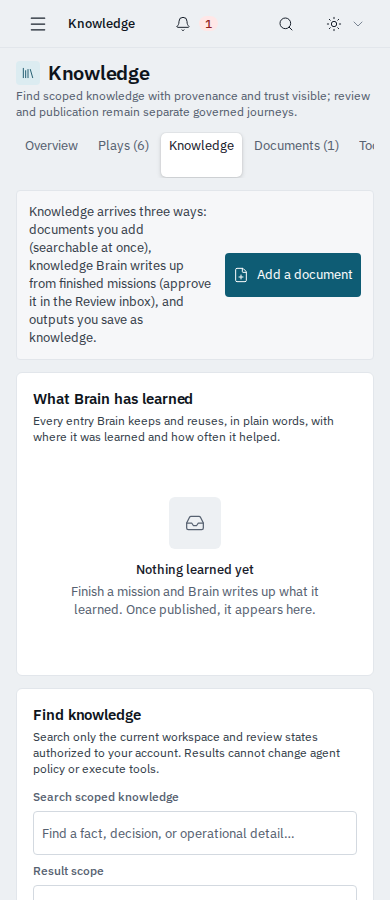 Knowledge
1
Knowledge
Find scoped knowledge with provenance and trust visible; review
and publication remain separate governed journeys.
Overview
Plays (6)
Knowledge
Documents (1)
Knowledge arrives three ways:
documents you add
(searchable at once),
knowledge Brain writes up
from finished missions (approve
it in the Review inbox), and
outputs you save as
knowledge.
Add a document
What Brain has learned
Every entry Brain keeps and reuses, in plain words, with
where it was learned and how often it helped.
Nothing learned yet
Finish a mission and Brain writes up what it
learned. Once published, it appears here.
Find knowledge
Search only the current workspace and review states
authorized to your account. Results cannot change agent
policy or execute tools.
Search scoped knowledge
Find a fact, decision, or operational detail...
Result scope